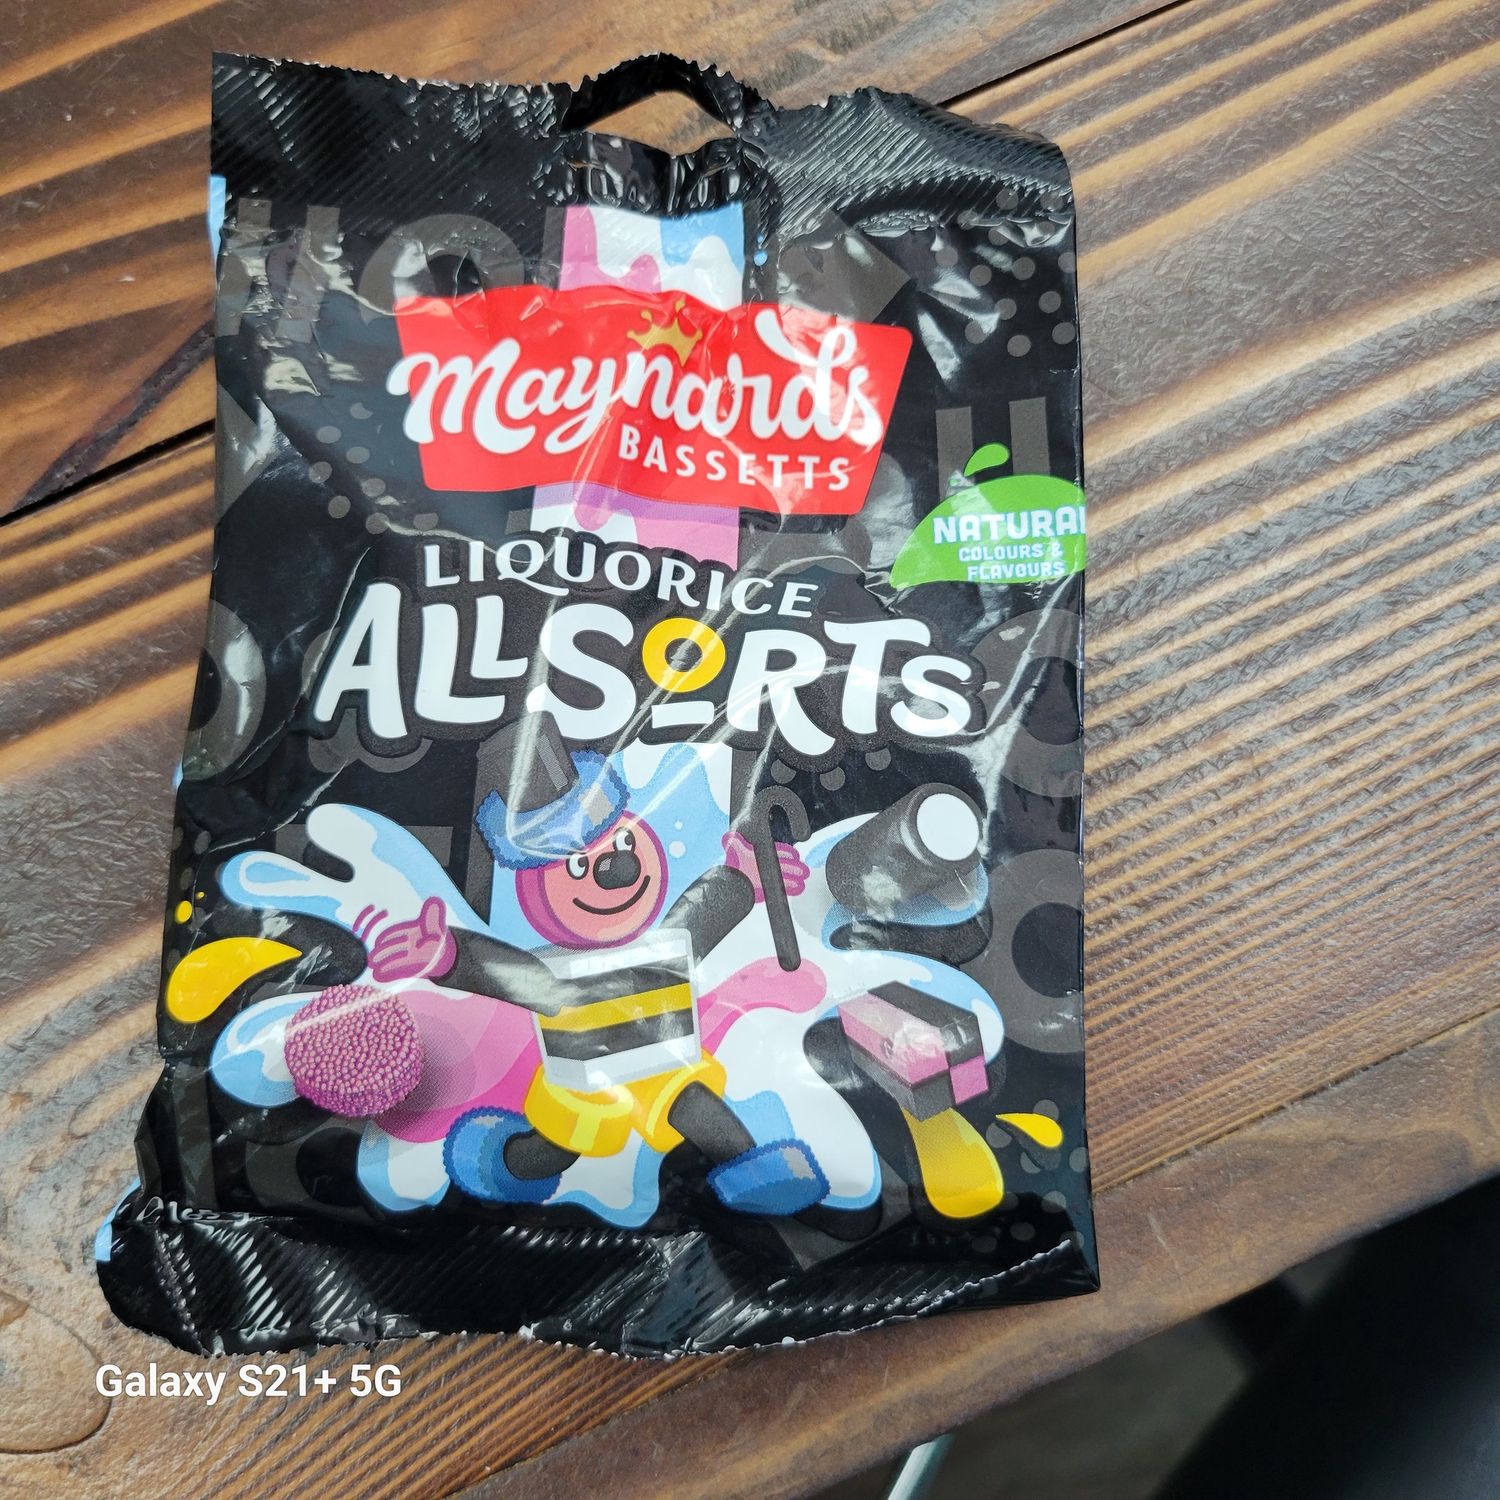 Maynards
BASSETTS
LIQUORICE
ALLSORTS
NATURAL
COLOURS &
FLAVOURS
Galaxy S21+ 5G